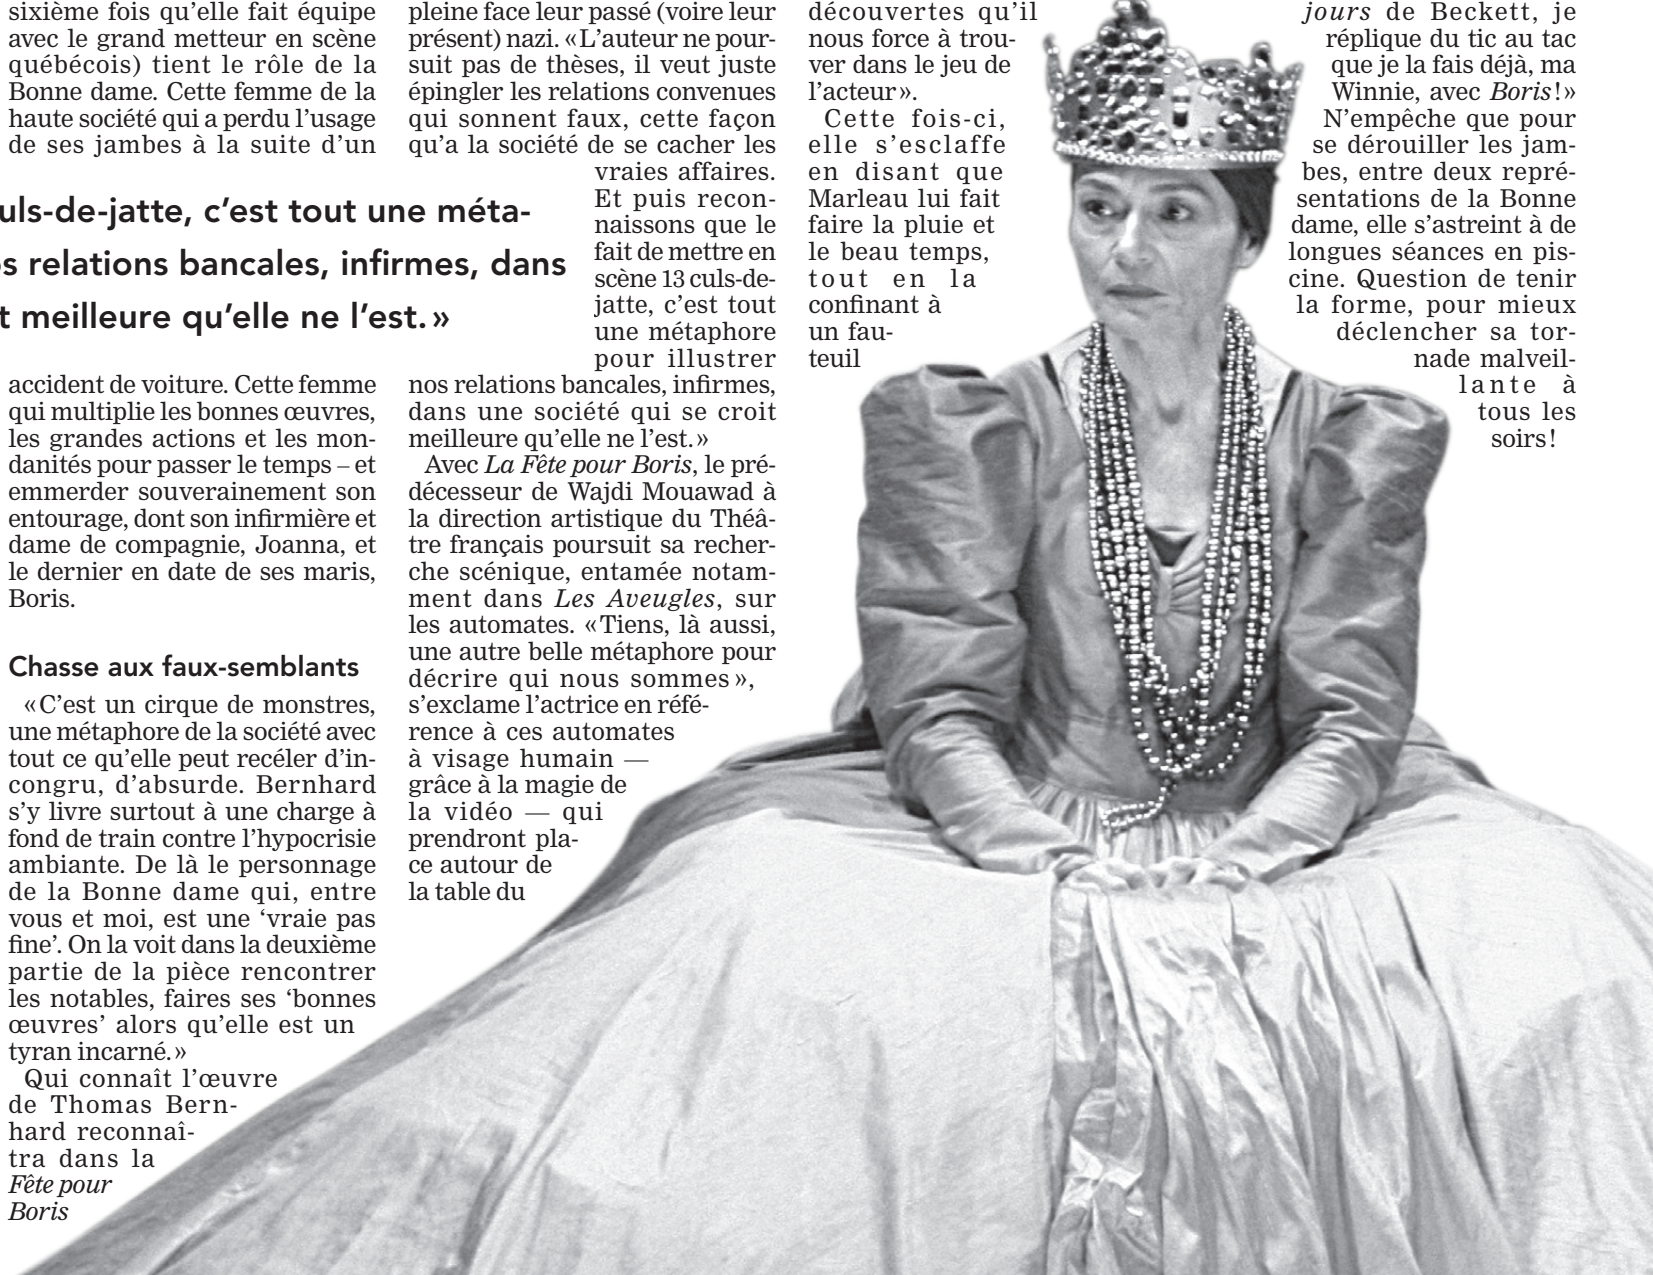 sixième fois qu’elle fait équipe
avec le grand metteur en scène
québécois) tient le rôle de la
Bonne dame. Cette femme de la
haute société qui a perdu l’usage
de ses jambes à la suite d’un
accident de voiture. Cette femme
qui multiplie les bonnes œuvres,
les grandes actions et les mon-
danités pour passer le temps – et
emmerder souverainement son
entourage, dont son infirmière et
dame de compagnie, Joanna, et
le dernier en date de ses maris,
Boris.
Chasse aux faux-semblants
«C’est un cirque de monstres,
une métaphore de la société avec
tout ce qu’elle peut recéler d’in-
congru, d’absurde. Bernhard
s’y livre surtout à une charge à
fond de train contre l’hypocrisie
ambiante. De là le personnage
de la Bonne dame qui, entre
vous et moi, est une ‘vraie pas
fine’. On la voit dans la deuxième
partie de la pièce rencontrer
les notables, faires ses ‘bonnes
œuvres’ alors qu’elle est un
tyran incarné.»
Qui connaît l’œuvre
de Thomas Bern-
hard reconnaî-
tra dans la
Fête pour
Boris
uls-de-jatte, c’est tout une méta-
s relations bancales, infirmes, dans
t meilleure qu’elle ne l’est.»
pleine face leur passé (voire leur
présent) nazi. «L’auteur ne pour-
suit pas de thèses, il veut juste
épingler les relations convenues
qui sonnent faux, cette façon
qu’a la société de se cacher les
vraies affaires.
Et puis recon-
naissons que le
fait de mettre en
scène 13 culs-de-
jatte, c’est tout
une métaphore
pour illustrer
nos relations bancales, infirmes,
dans une société qui se croit
meilleure qu’elle ne l’est.»
Avec La Fête pour Boris, le pré-
décesseur de Wajdi Mouawad à
la direction artistique du Théâ-
tre français poursuit sa recher-
che scénique, entamée notam-
ment dans Les Aveugles, sur
les automates. «Tiens, là aussi,
une autre belle métaphore pour
décrire qui nous sommes»,
s’exclame l’actrice en réfé-
rence à ces automates
à visage humain —
grâce à la magie de
la vidéo — qui
prendront pla-
ce autour de
la table du
découvertes qu’il
nous force à trou-
ver dans le jeu de
l’acteur».
Cette fois-ci,
elle s’esclaffe
en disant que
Marleau lui fait
faire la pluie et
le beau temps,
tout en la
confinant à
un fau-
teuil
jours de Beckett, je
réplique du tic au tac
que je la fais déjà, ma
Winnie, avec Boris!»
N’empêche que pour
se dérouiller les jam-
bes, entre deux repré-
sentations de la Bonne
dame, elle s’astreint à de
longues séances en pis-
cine. Question de tenir
la forme, pour mieux
déclencher sa tor-
nade malveil-
lante à
tous les
soirs!